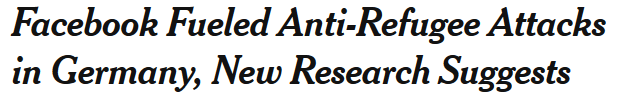 Facebook Fueled Anti-Refugee Attacks
in Germany, New Research Suggests